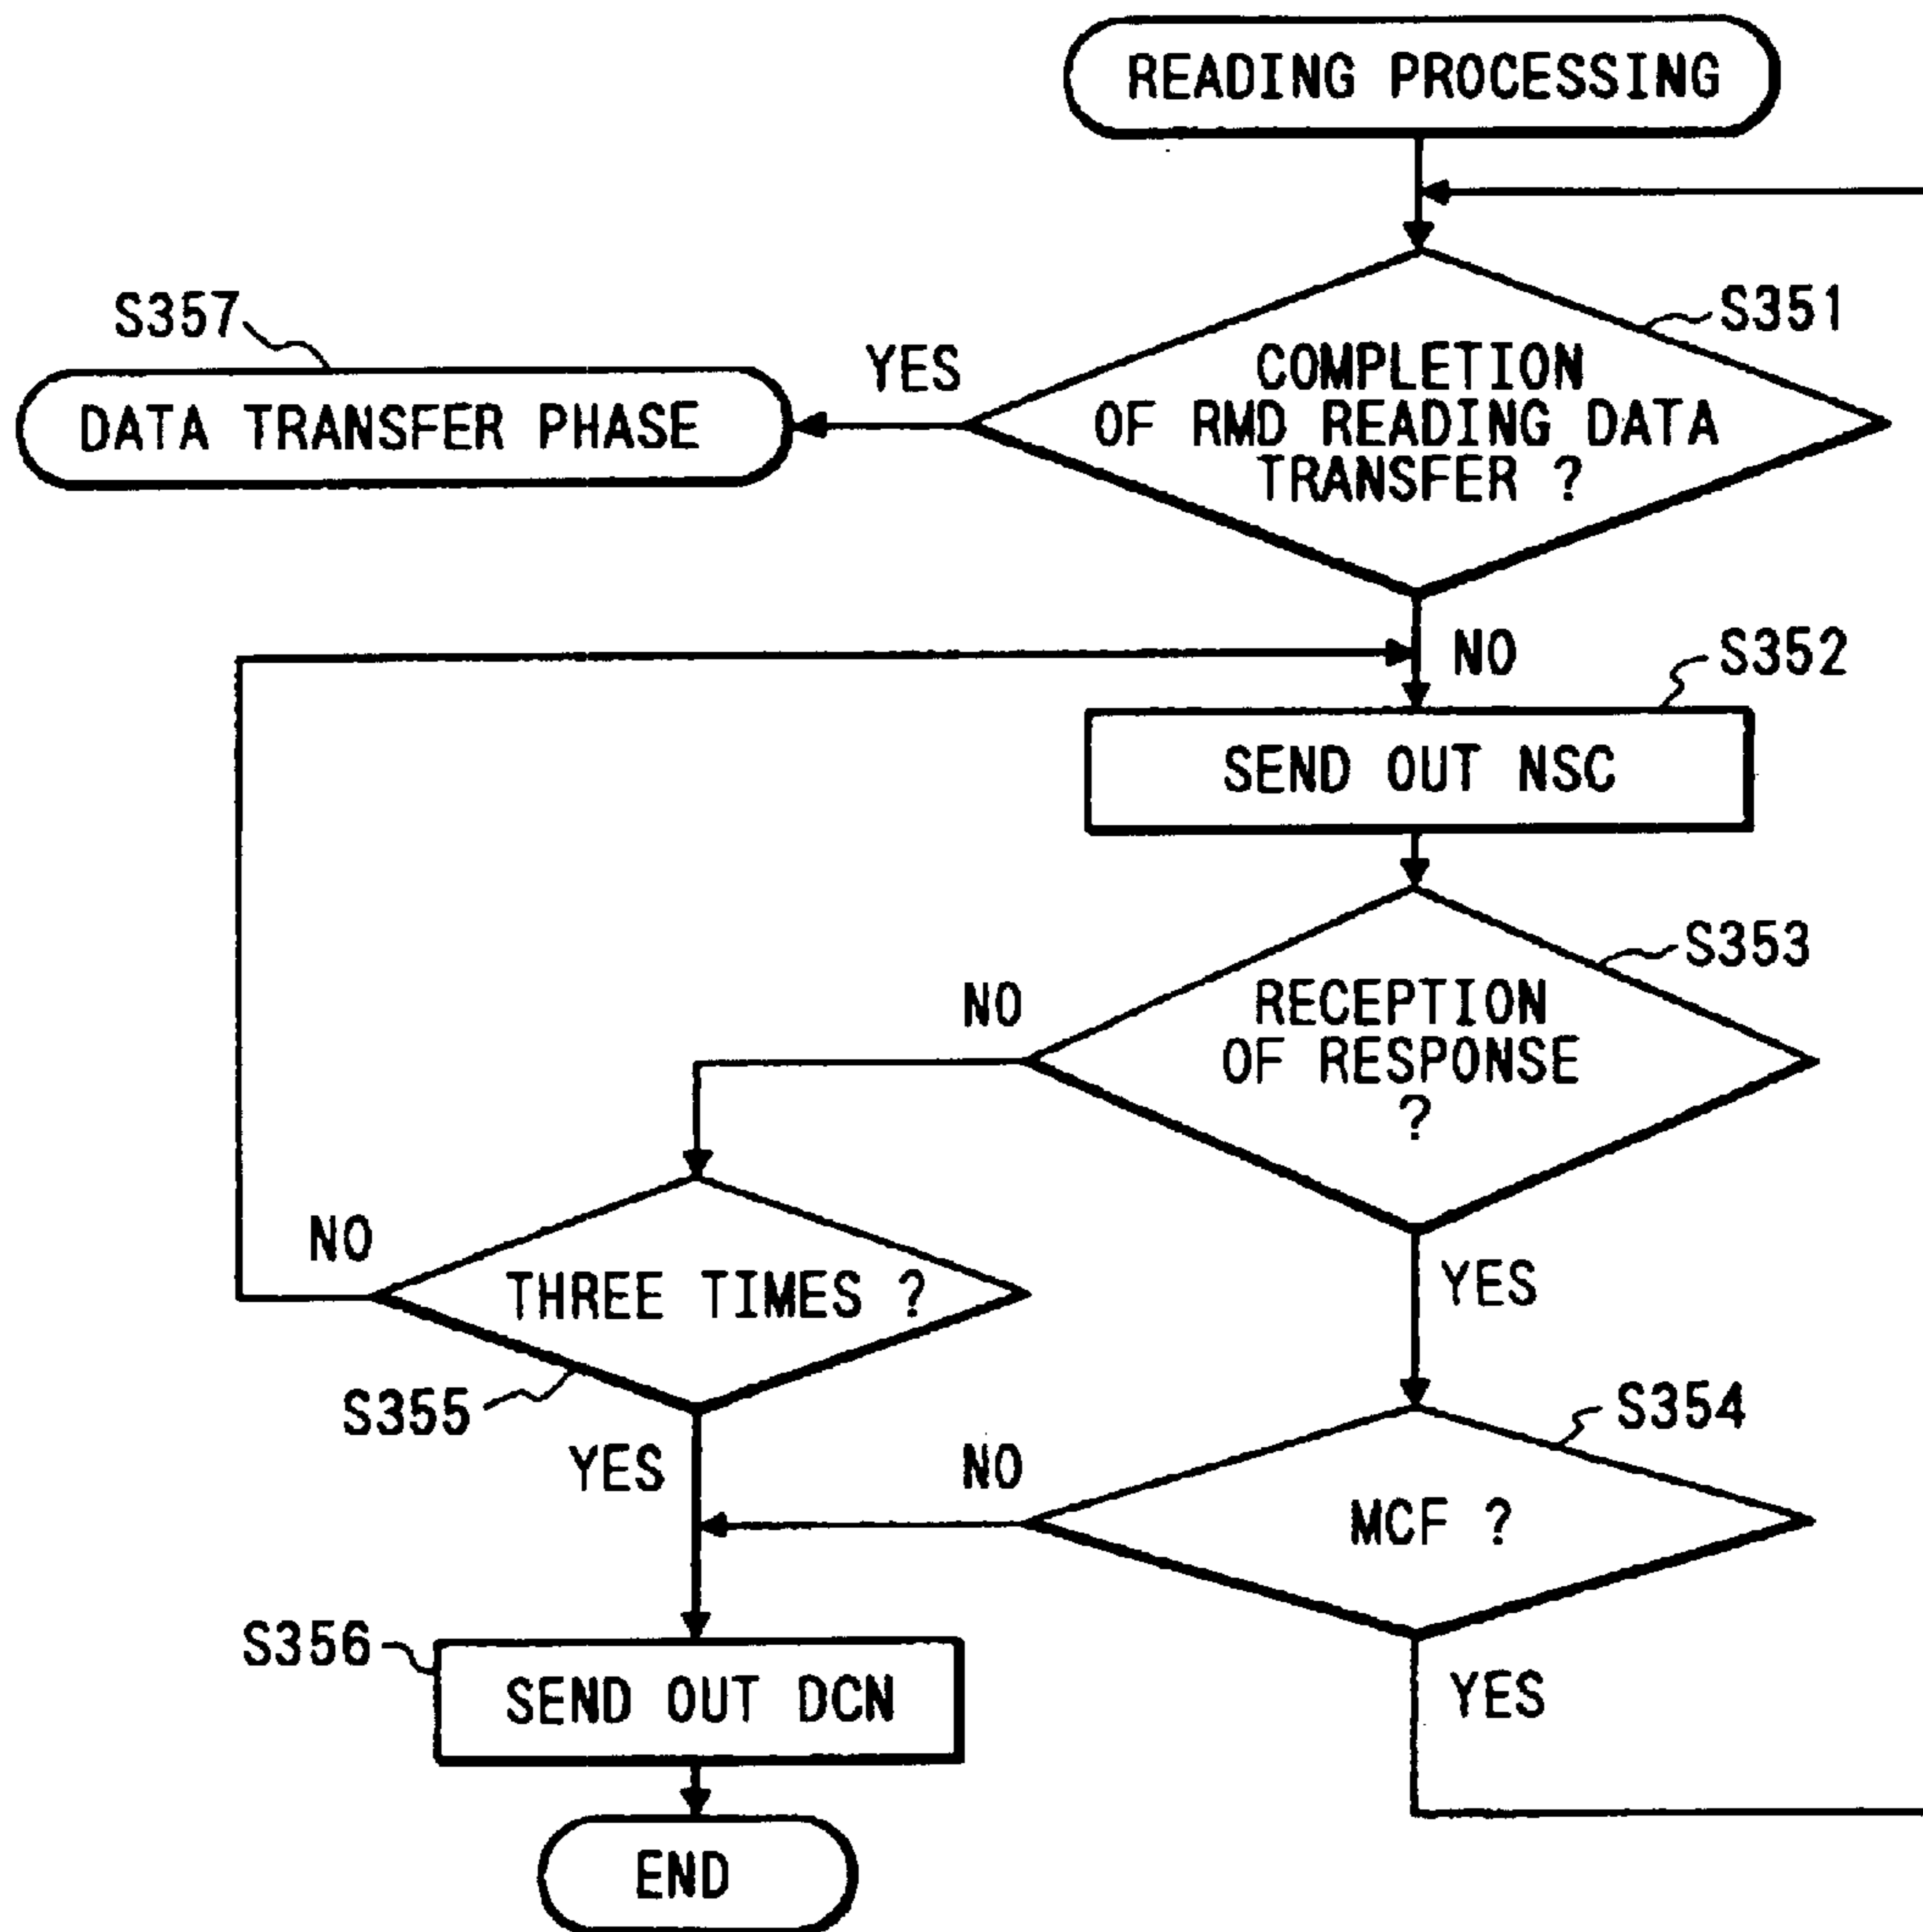 READING PROCESSING
S351
S357
COMPLETION
OF RMD READING DATA
TRANSFER ?
YES
DATA TRANSFER PHASE
NO
S352
SEND OUT NSC
S353
RECEPTION
OF RESPONSE
?
NO
YES
NO
THREE TIMES ?
S355
YES
S354
NO
MCF ?
YES
S356
SEND OUT DCN
END